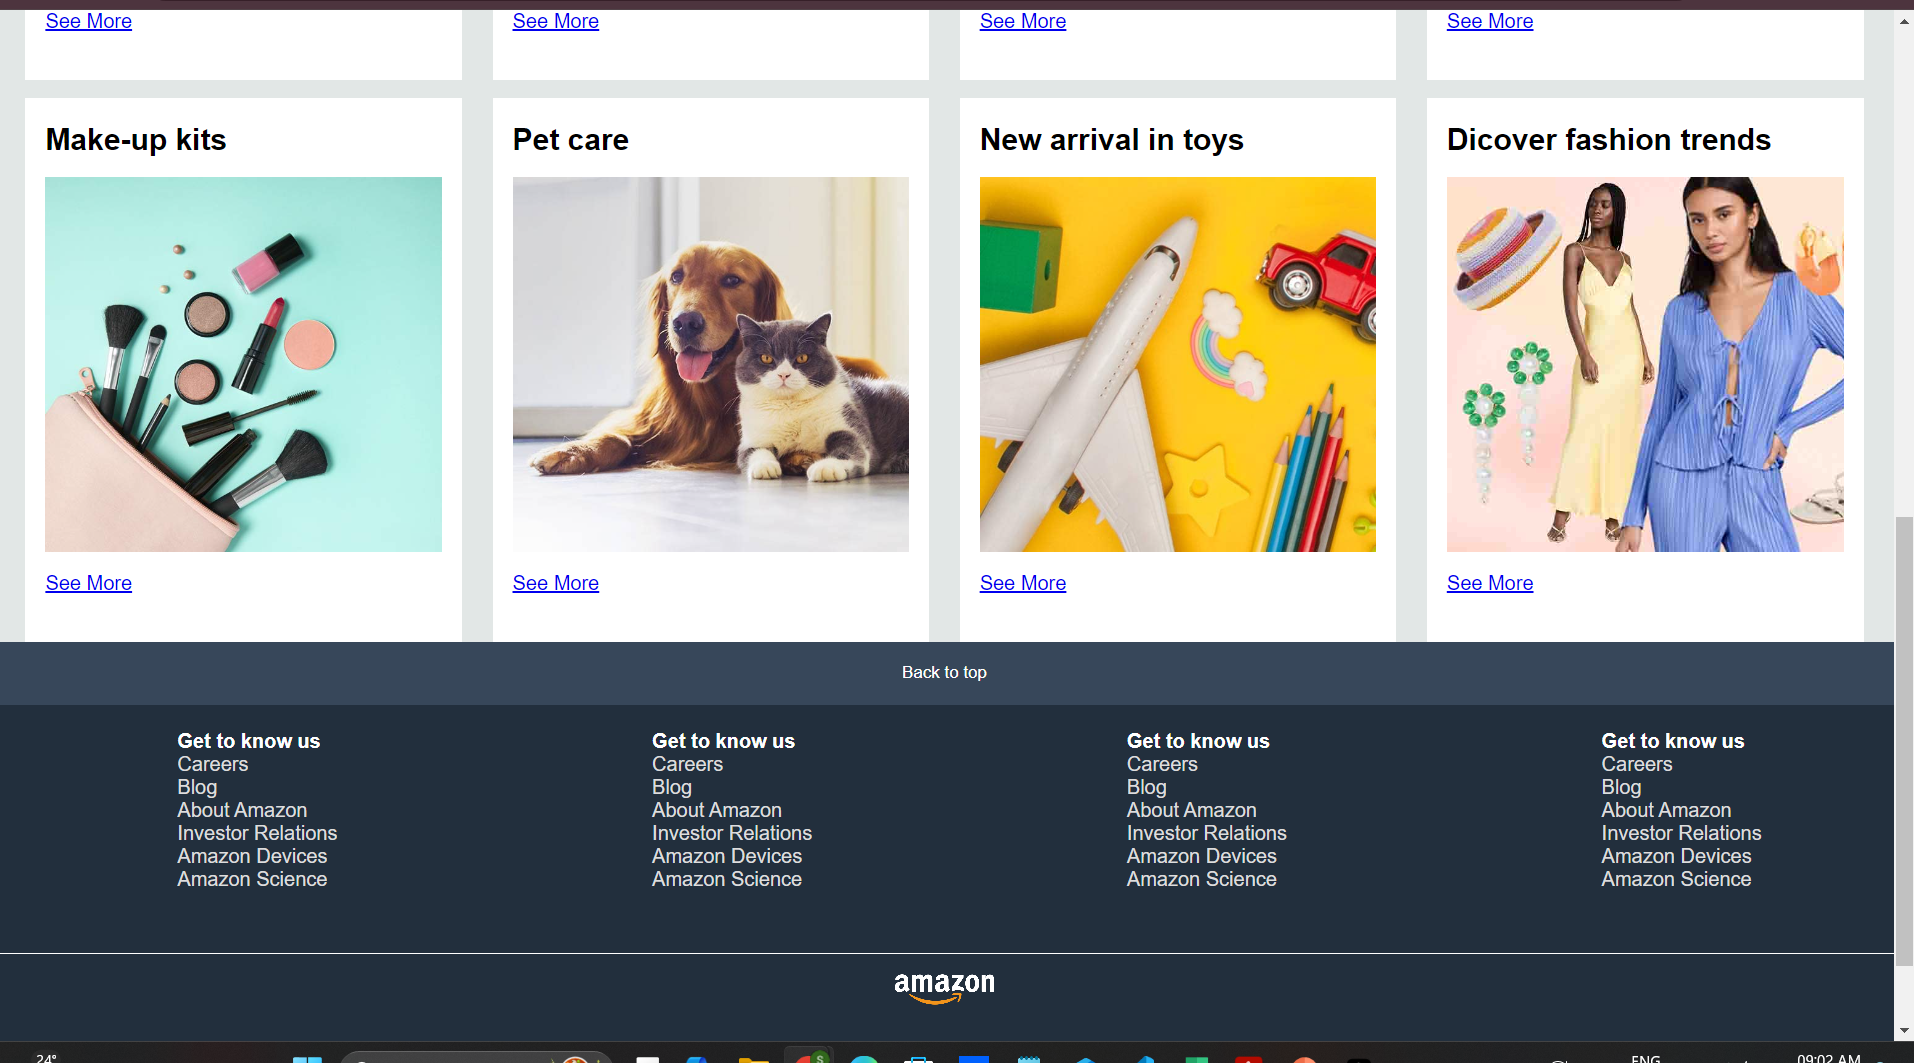 See More See More See More See More
Make-up kits Pet care New arrival in toys Dicover fashion trends
See More See More See More See More
Back to top
Get to know us Get to know us Get to know us Get to know us
Careers Careers Careers Careers
Blog Blog Blog Blog
About Amazon About Amazon About Amazon About Amazon
Investor Relations Investor Relations Investor Relations Investor Relations
Amazon Devices Amazon Devices Amazon Devices Amazon Devices
Amazon Science Amazon Science Amazon Science Amazon Science
amazon
24° S ENG 09:02 AM